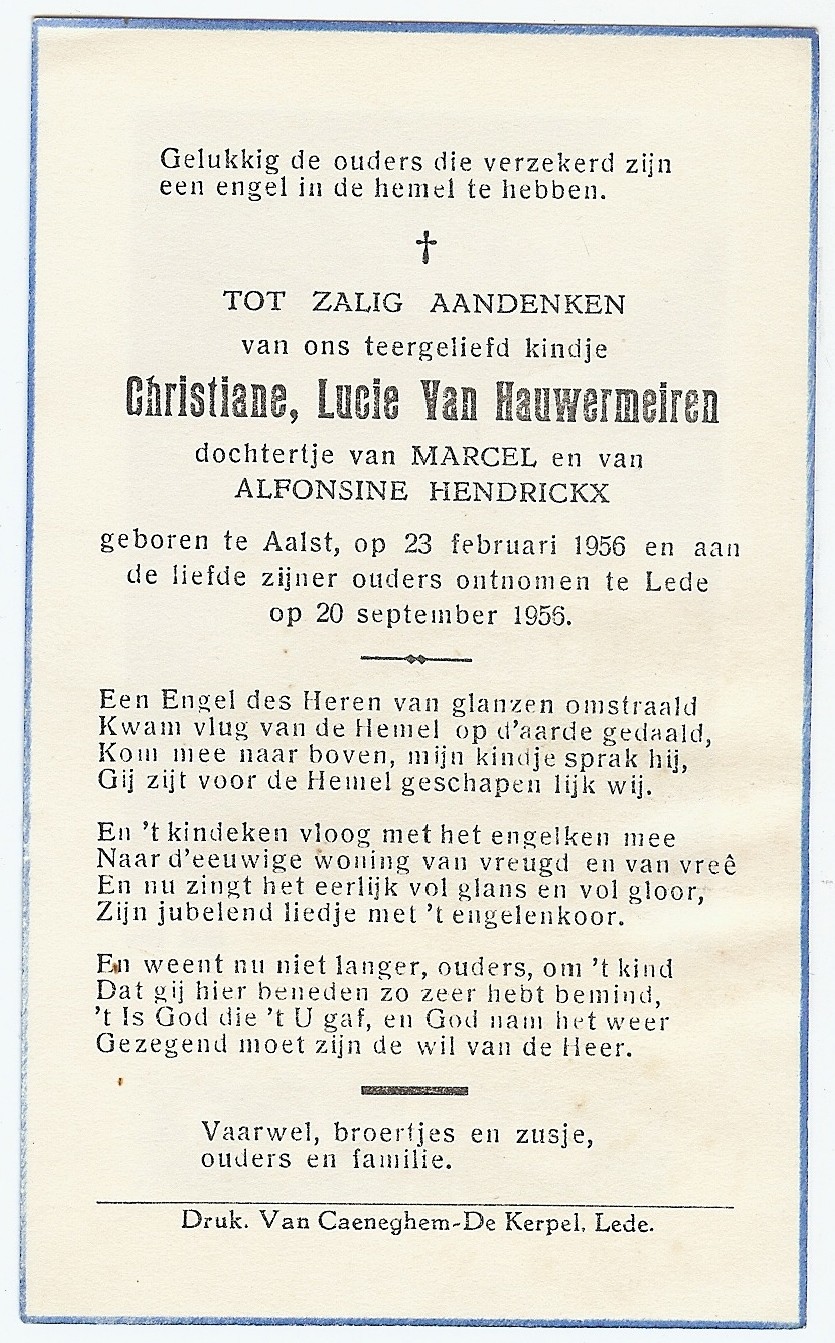 Gelukkig de ouders die verzekerd zijn
een engel in de hemel te hebben.
TOT ZALIG AANDENKEN
van ons teergeliefd kindje
Christiane, Lucie Van Hauwermeiren
dochtertje van MARCEL en van
ALFONSINE HENDRICKX
geboren te Aalst, op 23 februari 1956 en aan
de liefde zijner ouders ontnomen te Lede
op 20 september 1956.
Een Engel des Heren van glanzen omstraald
Kwam vlug van de Hemel op d'aarde gedaald,
Kom mee naar boven, mijn kindje sprak hij,
Gij zijt voor de Hemel geschapen lijk wij.
En 't kindeken vloog met het engelken mee
Naar d'eeuwige woning van vreugd en van vreê
En nu zingt het eerlijk vol glans en vol gloor,
Zijn jubelend liedje met 't engelenkoor.
En weent nu niet langer, ouders, om 't kind
Dat gij hier beneden zo zeer hebt bemind,
't Is God die 't U gaf, en God nam het weer
Gezegend moet zijn de wil van de Heer.
Vaarwel, broertjes en zusje,
ouders en familie.
Druk. Van Caeneghem-De Kerpel, Lede.